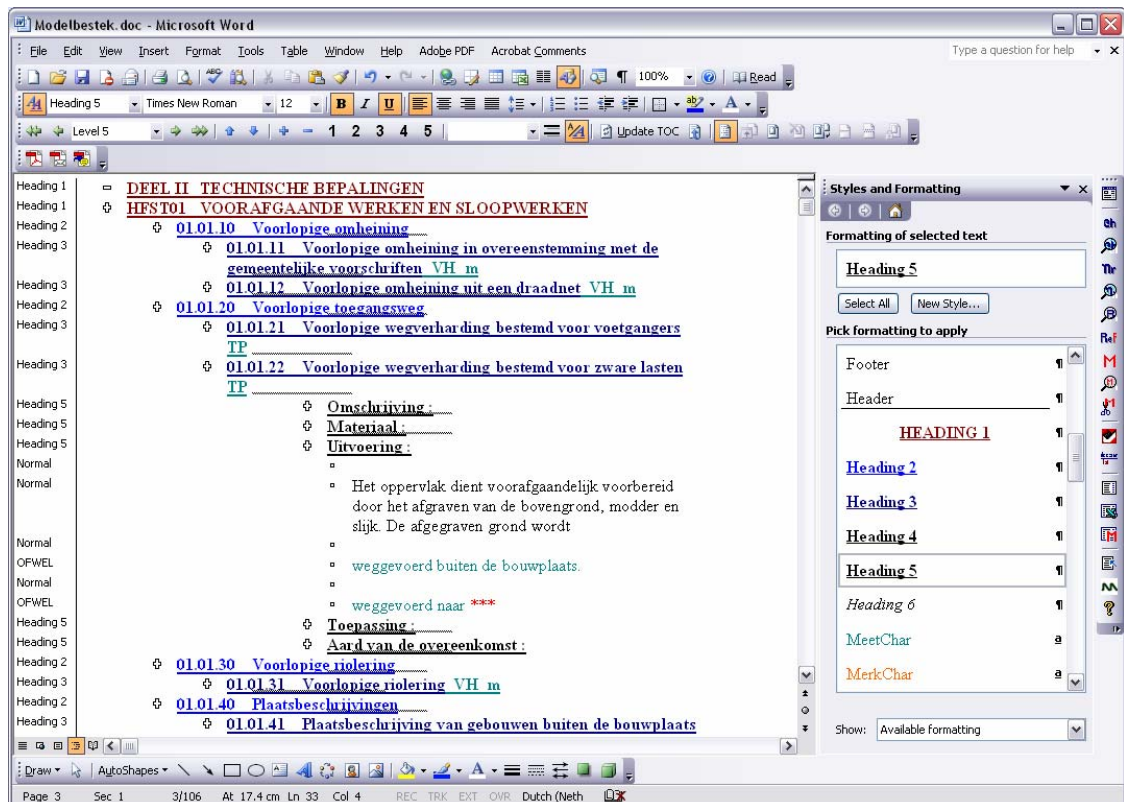 Modelbestek.doc - Microsoft Word
File Edit View Insert Format Tools Table Window Help Adobe PDF Acrobat Comments Type a question for help
100% Read
Heading 5 Times New Roman 12 B I U
Level 5 1 2 3 4 5 Update TOC
Heading 1 DEEL II TECHNISCHE BEPALINGEN
Heading 1 HFST01 VOORAFGAANDE WERKEN EN SLOOPWERKEN
Heading 2 01.01.10 Voorlopige omheining
Heading 3 01.01.11 Voorlopige omheining in overeenstemming met de
gemeentelijke voorschriften VH m
Heading 3 01.01.12 Voorlopige omheining uit een draadnet VH m
Heading 2 01.01.20 Voorlopige toegangsweg
Heading 3 01.01.21 Voorlopige wegverharding bestemd voor voetgangers
TP
Heading 3 01.01.22 Voorlopige wegverharding bestemd voor zware lasten
TP
Heading 5 Omschrijving :
Heading 5 Materiaal :
Heading 5 Uitvoering :
Normal
Normal Het oppervlak dient voorafgaandelijk voorbereid
door het afgraven van de bovengrond, modder en
slijk. De afgegraven grond wordt
Normal
OFWEL weggevoerd buiten de bouwplaats.
Normal
OFWEL weggevoerd naar ***
Heading 5 Toepassing :
Heading 5 Aard van de overeenkomst :
Heading 2 01.01.30 Voorlopige riolering
Heading 3 01.01.31 Voorlopige riolering VH m
Heading 2 01.01.40 Plaatsbeschrijvingen
Heading 3 01.01.41 Plaatsbeschrijving van gebouwen buiten de bouwplaats
Styles and Formatting
Formatting of selected text
Heading 5
Select All New Style...
Pick formatting to apply
Footer
Header
HEADING 1
Heading 2
Heading 3
Heading 4
Heading 5
Heading 6
MeetChar
MerkChar
Show: Available formatting
Draw AutoShapes
Page 3 Sec 1 3/106 At 17.4 cm Ln 33 Col 4 REC TRK EXT OVR Dutch (Neth